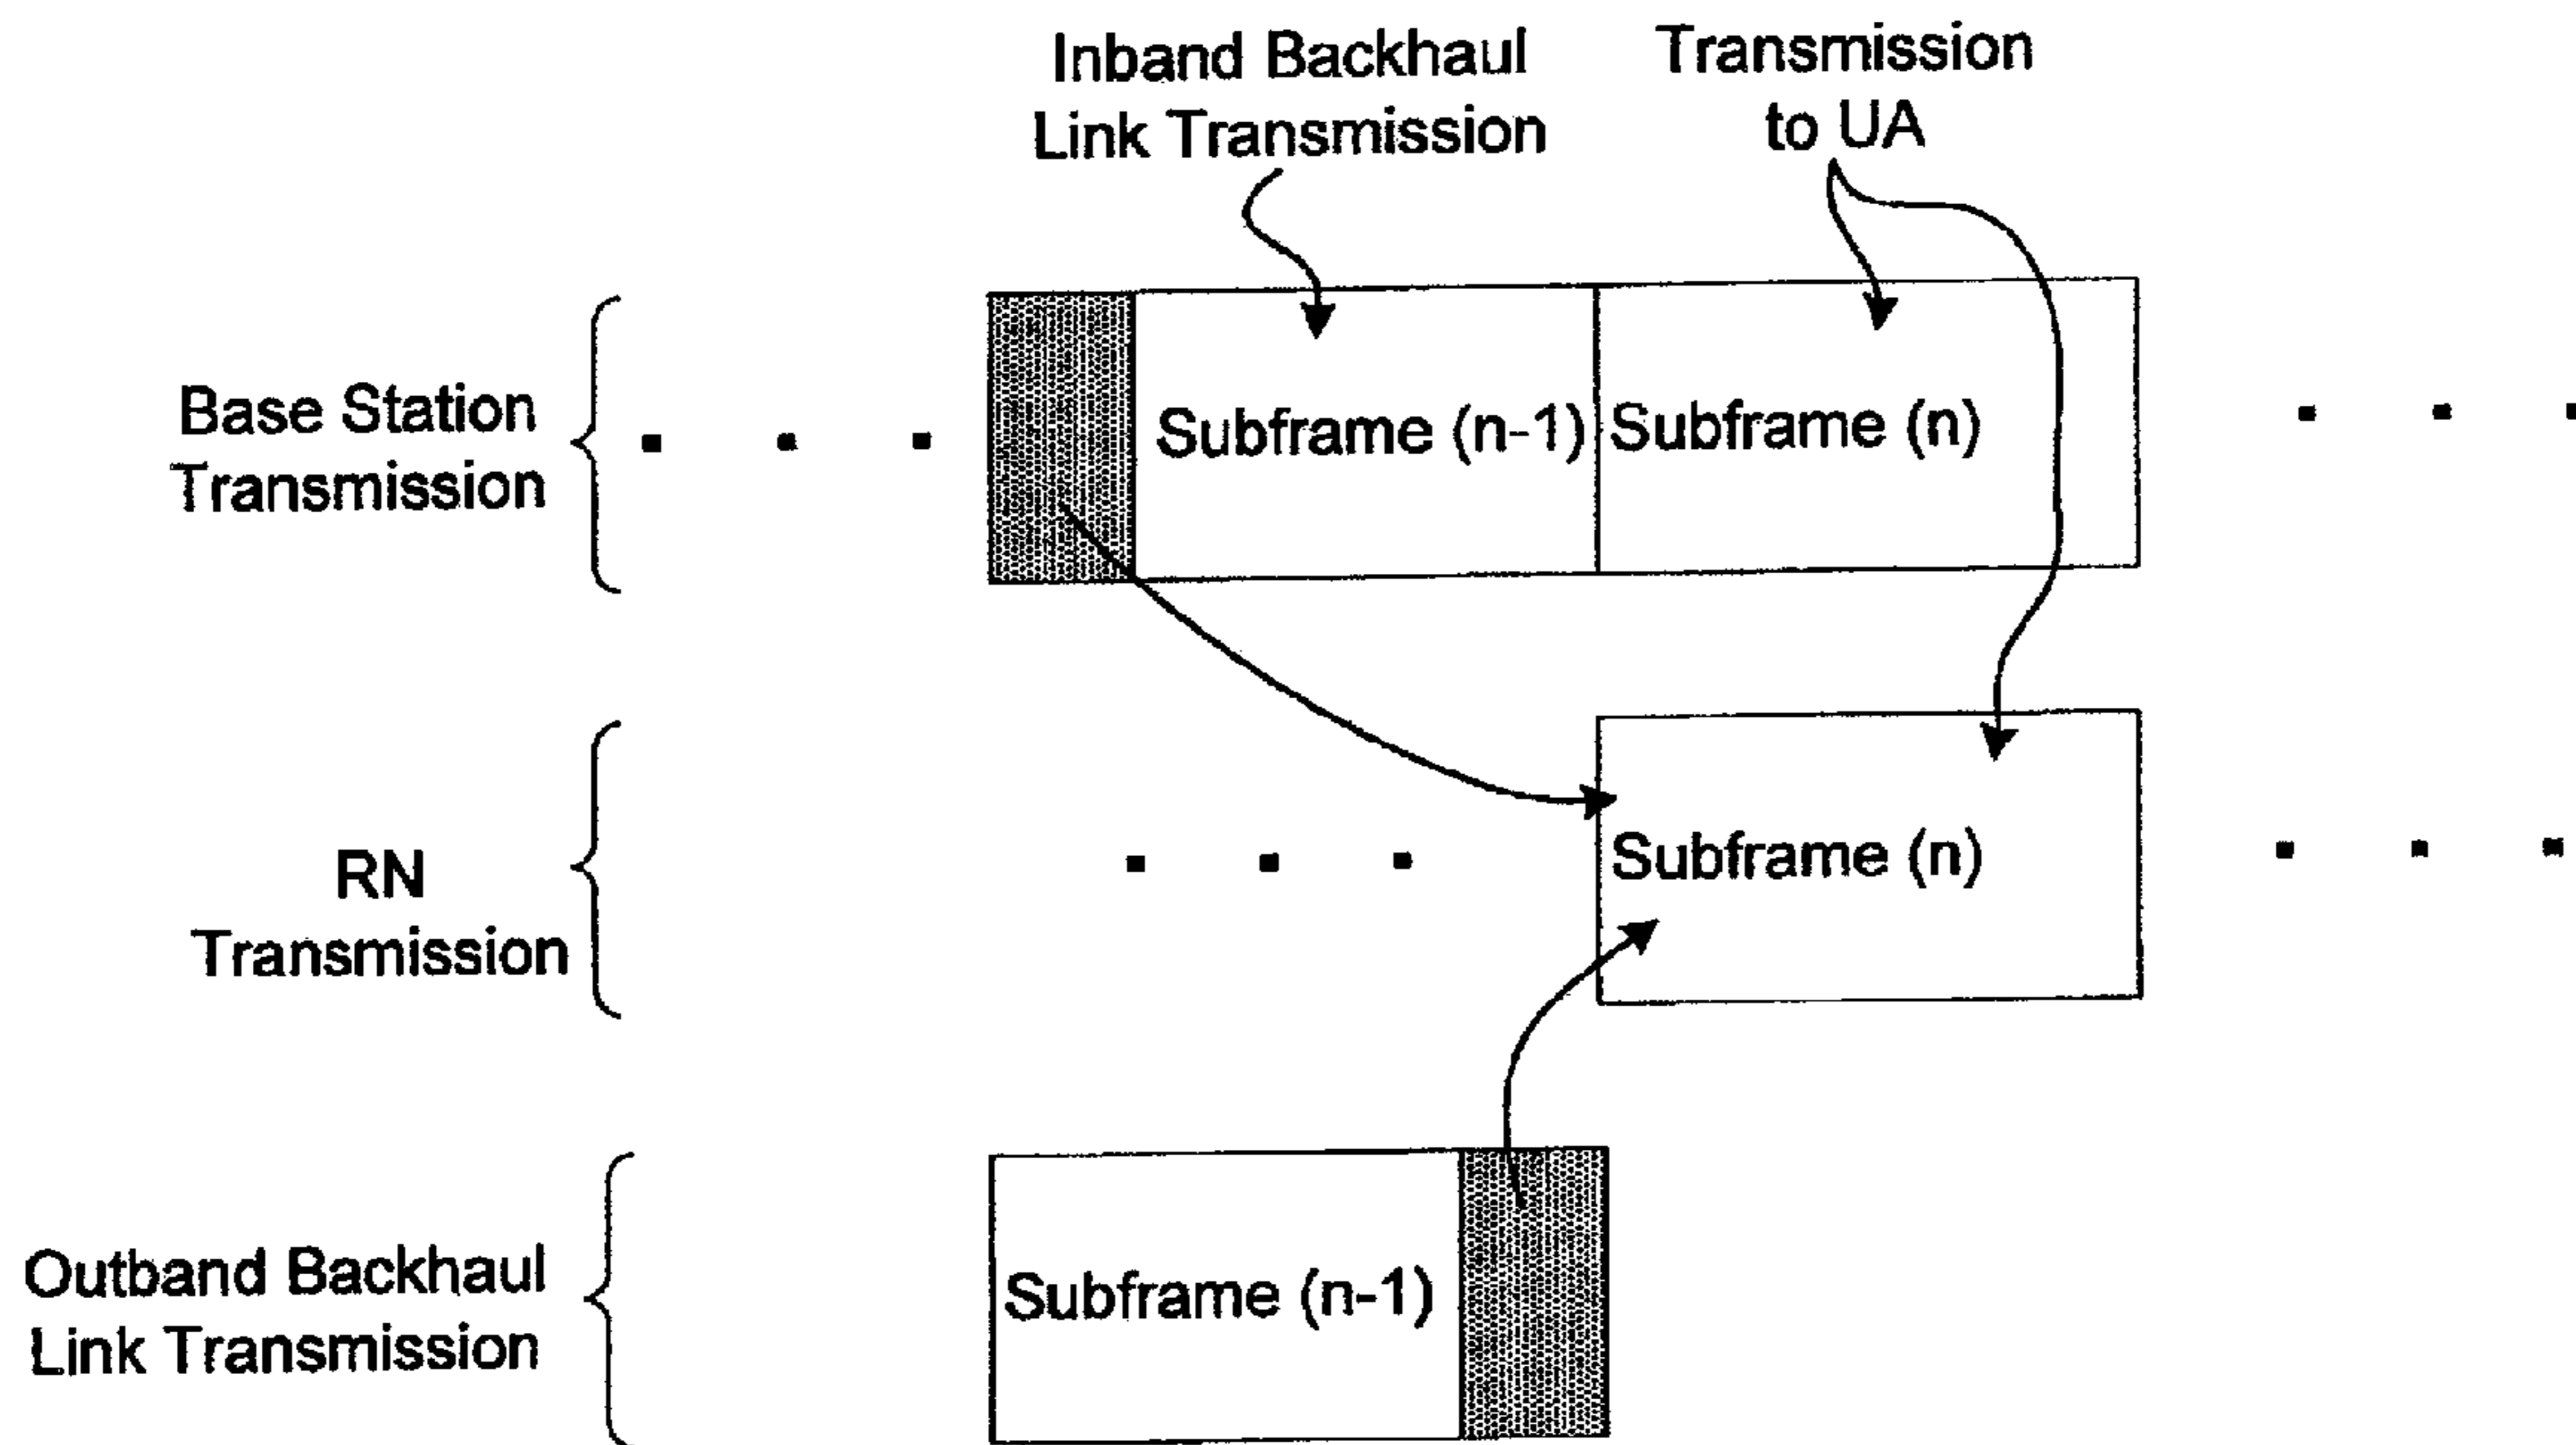 Inband Backhaul
Link Transmission
Transmission
to UA
Base Station
Transmission
Subframe (n-1)
Subframe (n)
RN
Transmission
Subframe (n)
Outband Backhaul
Link Transmission
Subframe (n-1)